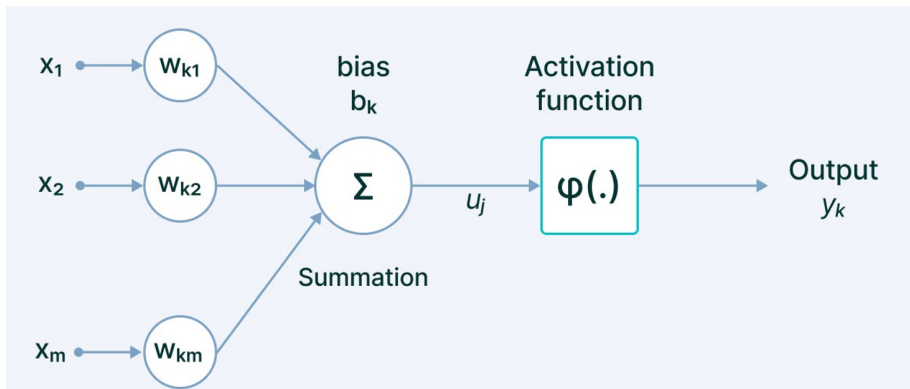 x₁
wₖ₁
bias
bₖ
Activation
function
x₂
wₖ₂
Σ
uⱼ
φ(.)
Output
yₖ
Summation
xₘ
wₖₘ